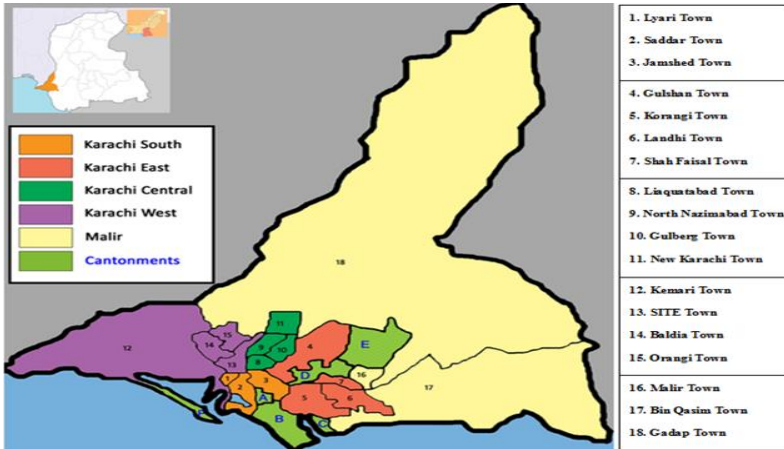 Karachi South
Karachi East
Karachi Central
Karachi West
Malir
Cantonments
18
11
15
14
9
10
4
E
12
13
8
D
16
1
2
3
7
17
A
5
6
F
B
C
1. Lyari Town
2. Saddar Town
3. Jamshed Town
4. Gulshan Town
5. Korangi Town
6. Landhi Town
7. Shah Faisal Town
8. Liaquatabad Town
9. North Nazimabad Town
10. Gulberg Town
11. New Karachi Town
12. Kemari Town
13. SITE Town
14. Baldia Town
15. Orangi Town
16. Malir Town
17. Bin Qasim Town
18. Gadap Town